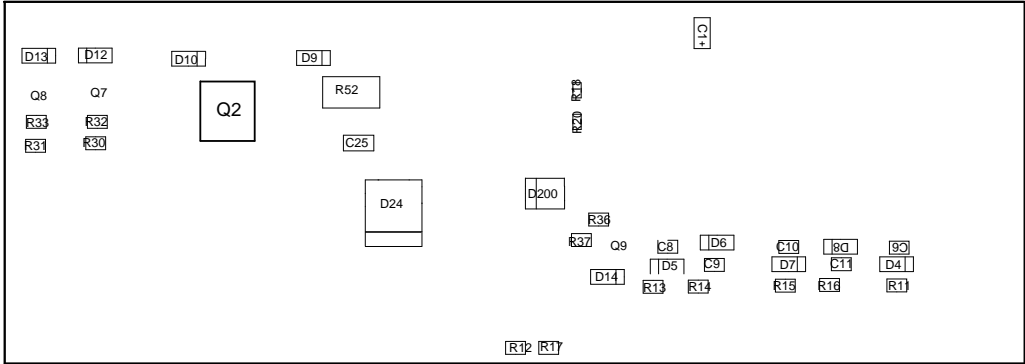 C1+
D13 D12 D10 D9
Q8 Q7 Q2 R52 R18
R33 R32 R20
R31 R30 C25
D24 D200
R36
R37 Q9 C8 D6 C10 D8 C6
D14 D5 C9 D7 C11 D4
R13 R14 R15 R16 R11
R12 R17